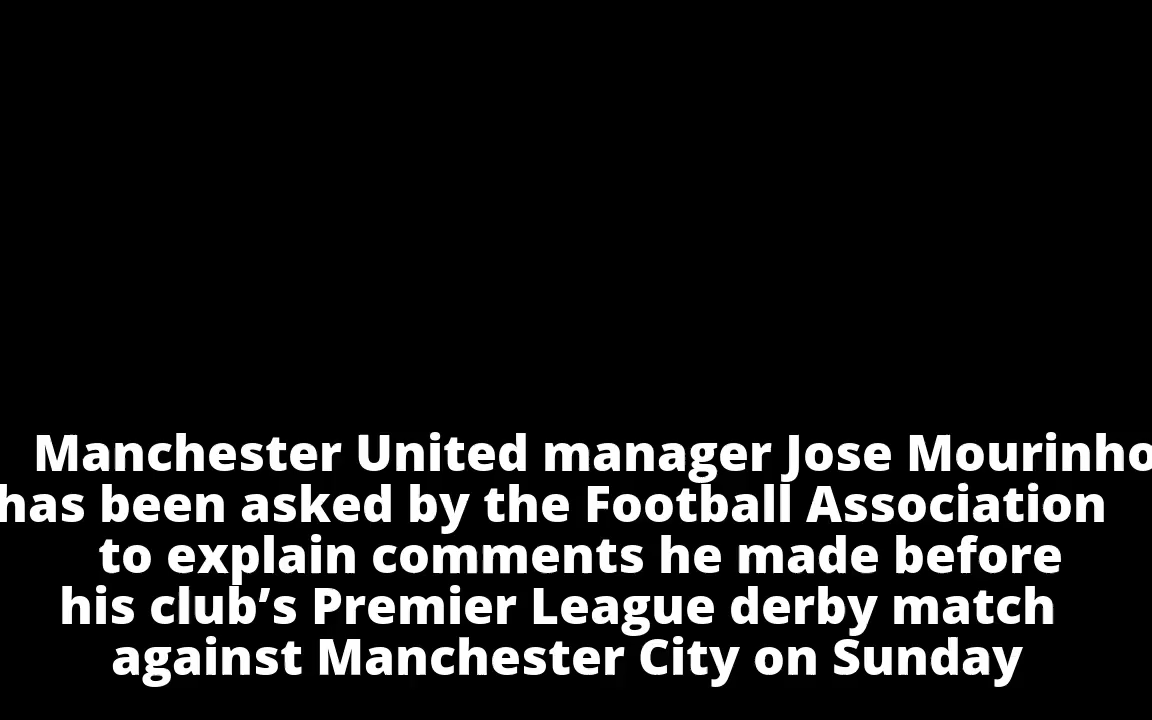 Manchester United manager Jose Mourinho
has been asked by the Football Association
to explain comments he made before
his club’s Premier League derby match
against Manchester City on Sunday